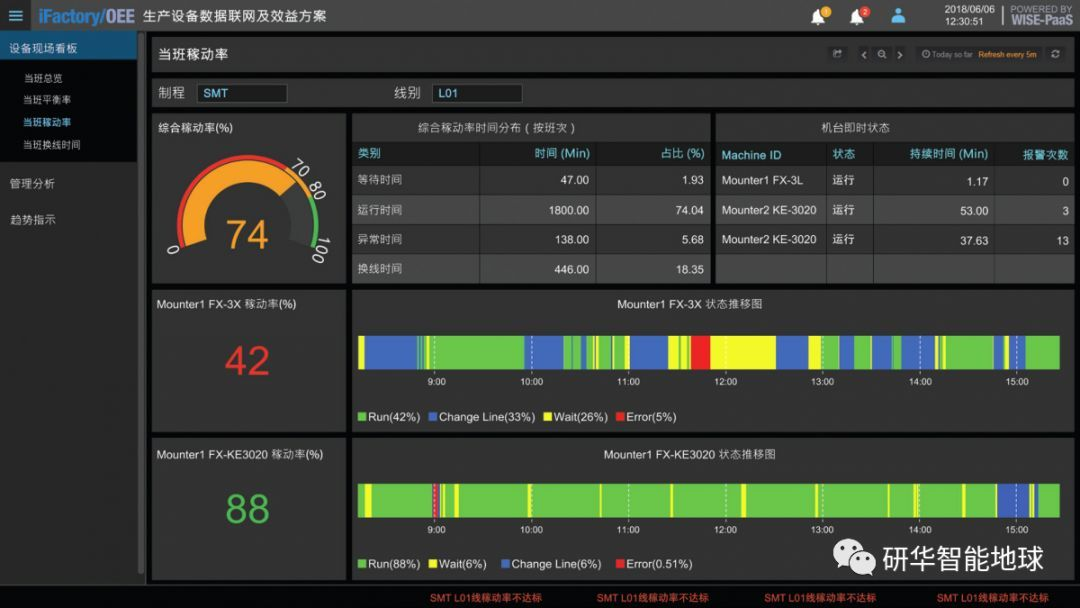 iFactory/OEE 生产设备数据联网及效益方案
1
2
2018/06/06
12:30:51
POWERED BY
WISE-PaaS
设备现场看板
当班总览
当班平衡率
当班稼动率
当班换线时间
管理分析
趋势指示
当班稼动率
Today so far Refresh every 5m
制程 SMT 线别 L01
综合稼动率(%)
0 70 80 100
74
综合稼动率时间分布（按班次）
类别 时间 (Min) 占比 (%)
等待时间 47.00 1.93
运行时间 1800.00 74.04
异常时间 138.00 5.68
换线时间 446.00 18.35
机台即时状态
Machine ID 状态 持续时间 (Min) 报警次数
Mounter1 FX-3L 运行 1.17 0
Mounter2 KE-3020 运行 53.00 3
Mounter2 KE-3020 运行 37.63 13
Mounter1 FX-3X 稼动率(%)
42
Mounter1 FX-3X 状态推移图
9:00 10:00 11:00 12:00 13:00 14:00 15:00
Run(42%) Change Line(33%) Wait(26%) Error(5%)
Mounter1 FX-KE3020 稼动率(%)
88
Mounter1 FX-KE3020 状态推移图
9:00 10:00 11:00 12:00 13:00 14:00 15:00
Run(88%) Wait(6%) Change Line(6%) Error(0.51%)
研华智能地球
SMT L01线稼动率不达标 SMT L01线稼动率不达标 SMT L01线稼动率不达标 SMT L01线稼动率不达标